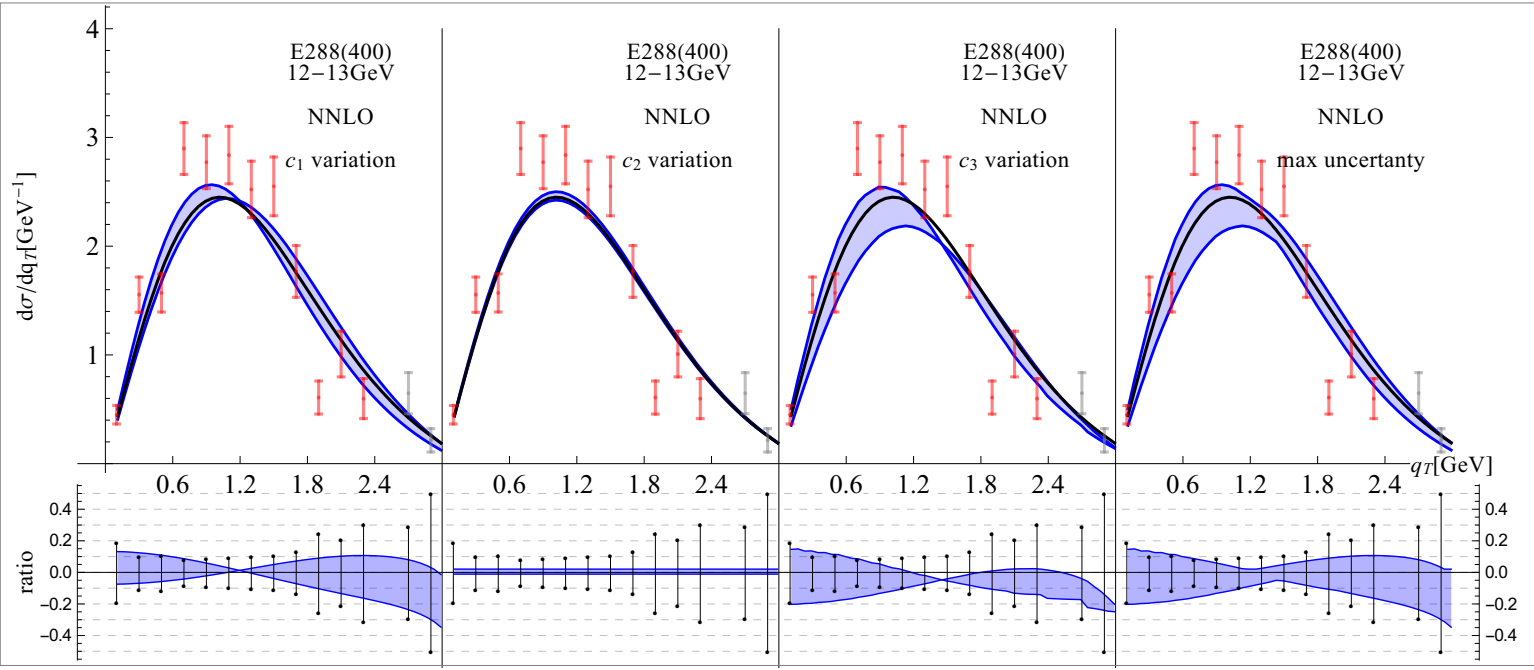 4
3
2
1
dσ/dqT[GeV⁻¹]
E288(400)
12−13GeV
NNLO
c₁ variation
E288(400)
12−13GeV
NNLO
c₂ variation
E288(400)
12−13GeV
NNLO
c₃ variation
E288(400)
12−13GeV
NNLO
max uncertanty
qT[GeV]
0.6 1.2 1.8 2.4
0.6 1.2 1.8 2.4
0.6 1.2 1.8 2.4
0.6 1.2 1.8 2.4
ratio
0.4
0.2
0.0
−0.2
−0.4
0.4
0.2
0.0
−0.2
−0.4